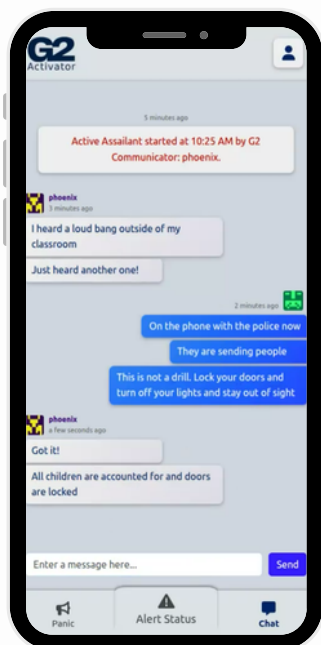 G2
Activator
5 minutes ago
Active Assailant started at 10:25 AM by G2
Communicator: phoenix.
phoenix
3 minutes ago
I heard a loud bang outside of my
classroom
Just heard another one!
2 minutes ago
On the phone with the police now
They are sending people
This is not a drill. Lock your doors and
turn off your lights and stay out of sight
phoenix
a few seconds ago
Got it!
All children are accounted for and doors
are locked
Enter a message here...
Send
Panic
Alert Status
Chat